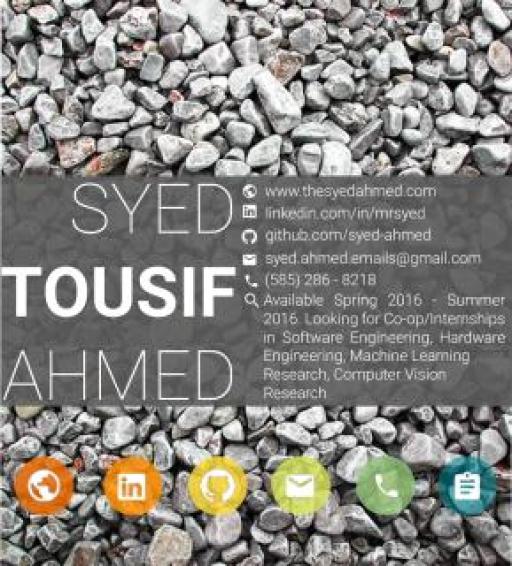 SYED
TOUSIF
AHMED
www.thesyedahmed.com
linkedin.com/in/mrsyed
github.com/syed-ahmed
syed.ahmed.emails@gmail.com
(585) 286 - 8218
Available Spring 2016 - Summer
2016. Looking for Co-op/Internships
in Software Engineering, Hardware
Engineering, Machine Learning
Research, Computer Vision
Research
in